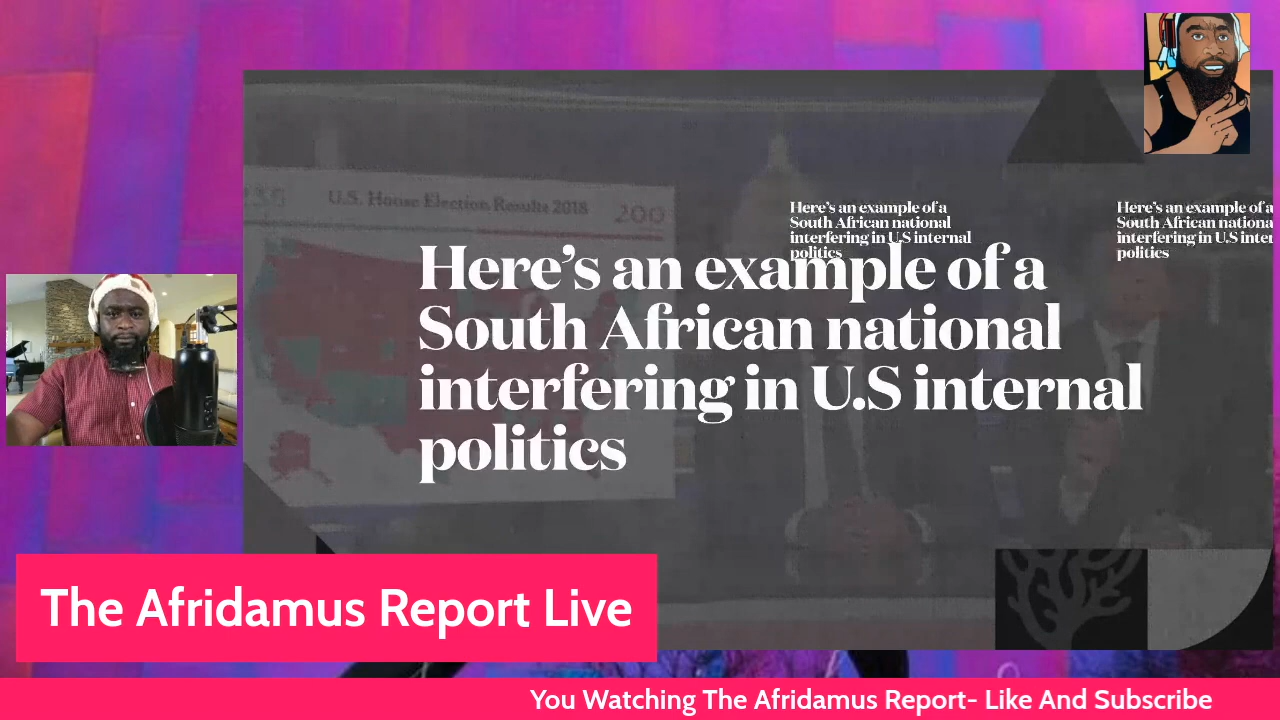 236 U.S. House Election Results 2018 200
Here's an example of a
South African national
interfering in U.S internal
politics
Here's an example of a
South African nationa
interfering in U.S inter
politics
Here's an example of a
South African national
interfering in U.S internal
politics
The Afridamus Report Live
You Watching The Afridamus Report- Like And Subscribe